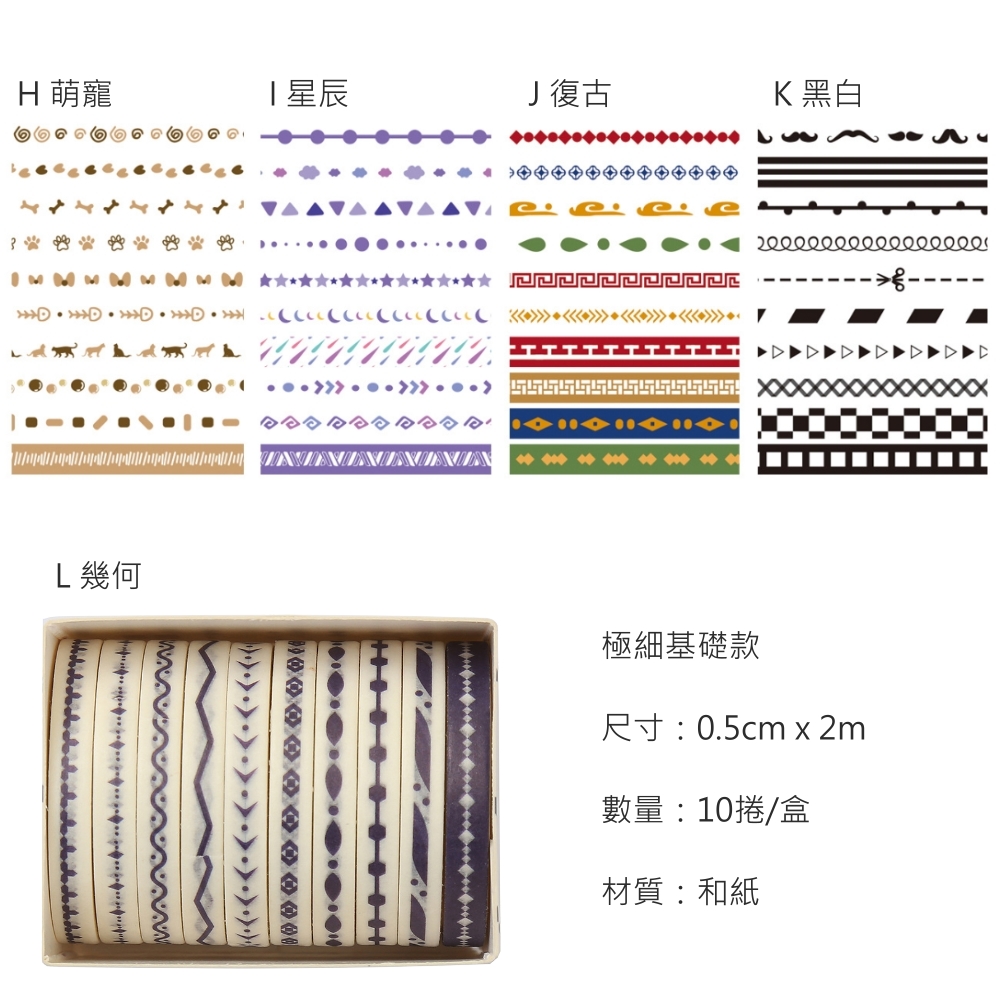 H 萌寵
I 星辰
J 復古
K 黑白
L 幾何
極細基礎款
尺寸：0.5cm x 2m
數量：10捲/盒
材質：和紙